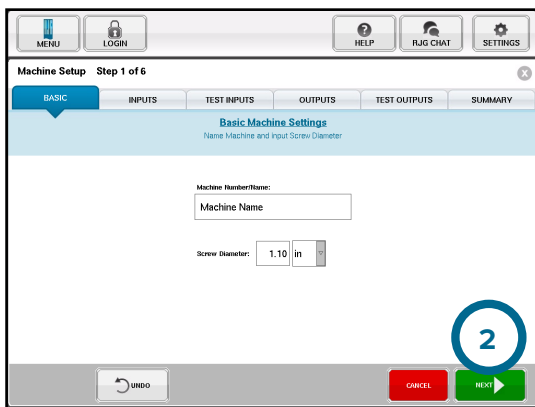 MENU LOGIN HELP RJG CHAT SETTINGS
Machine Setup Step 1 of 6
BASIC INPUTS TEST INPUTS OUTPUTS TEST OUTPUTS SUMMARY
Basic Machine Settings
Name Machine and input Screw Diameter
Machine Number/Name:
Machine Name
Screw Diameter: 1.10 in
2
UNDO CANCEL NEXT